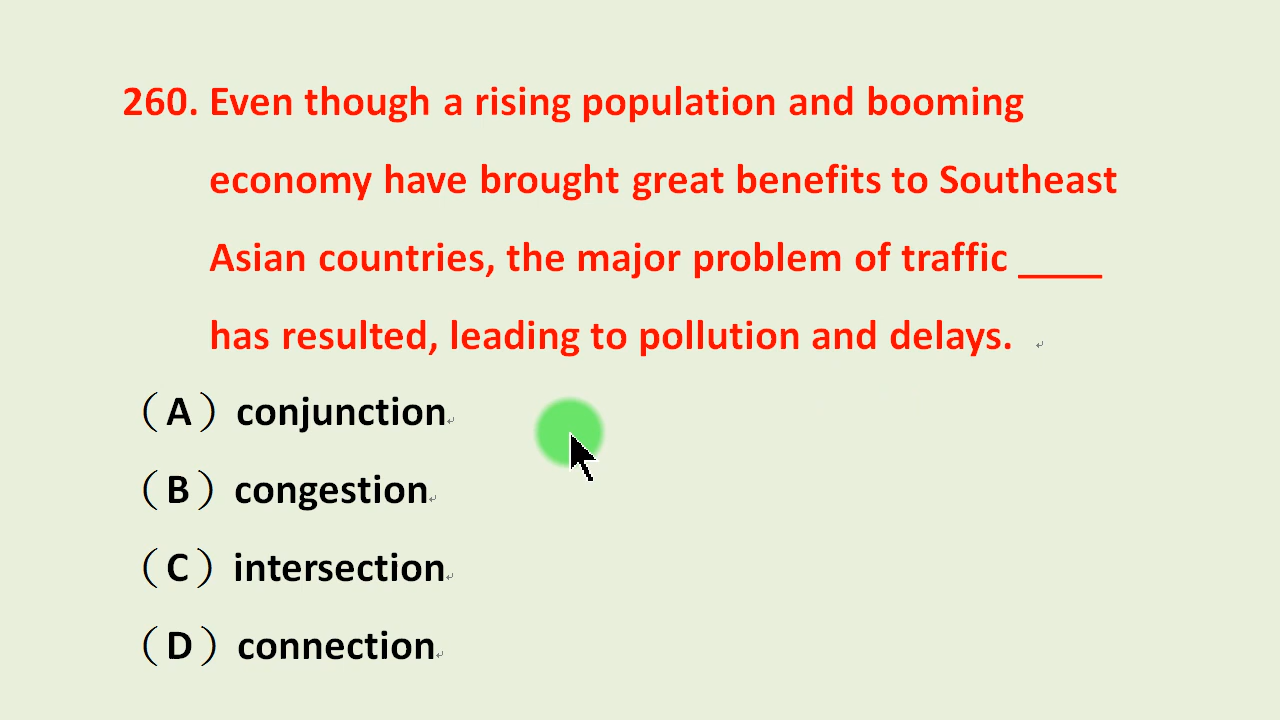 260. Even though a rising population and booming
economy have brought great benefits to Southeast
Asian countries, the major problem of traffic ____
has resulted, leading to pollution and delays. ↵
（A）conjunction↵
（B）congestion↵
（C）intersection↵
（D）connection↵